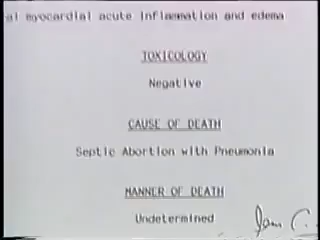 al myocardial acute inflammation and edema
TOXICOLOGY
Negative
CAUSE OF DEATH
Septic Abortion with Pneumonia
MANNER OF DEATH
Undetermined